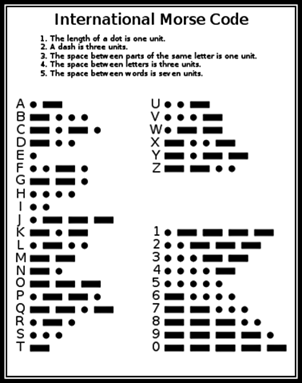 International Morse Code
1. The length of a dot is one unit.
2. A dash is three units.
3. The space between parts of the same letter is one unit.
4. The space between letters is three units.
5. The space between words is seven units.
A
B
C
D
E
F
G
H
I
J
K
L
M
N
O
P
Q
R
S
T
U
V
W
X
Y
Z
1
2
3
4
5
6
7
8
9
0